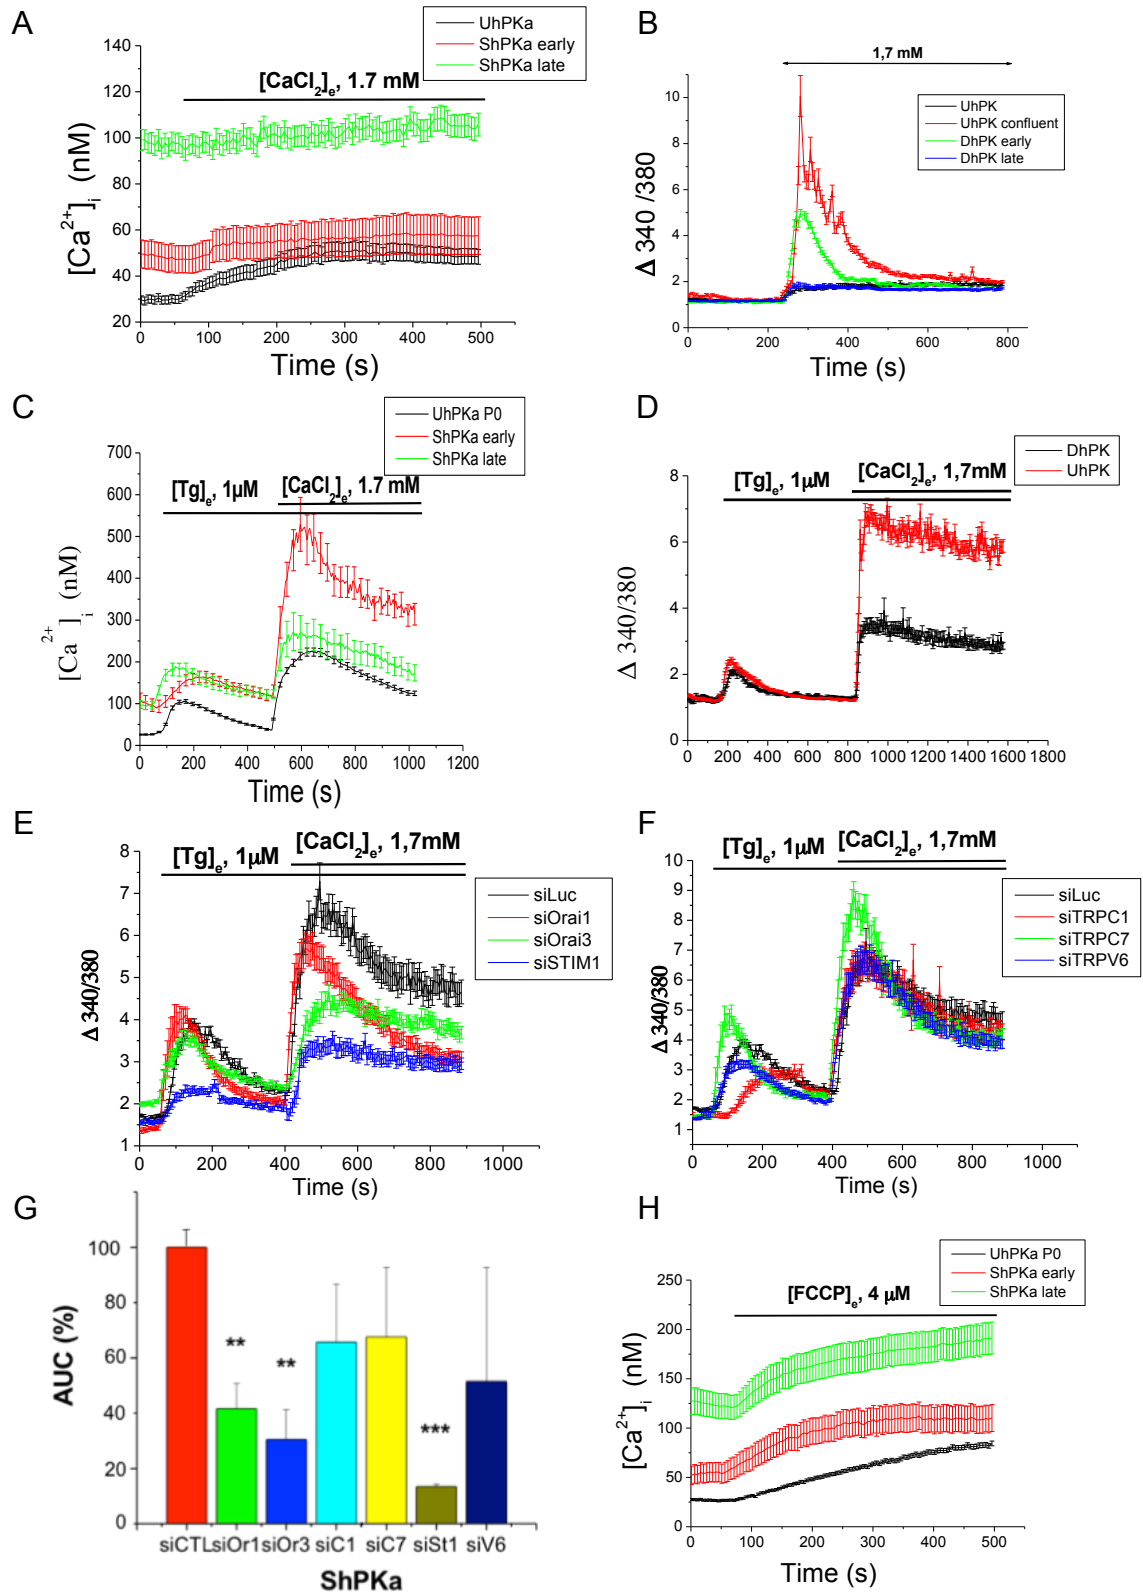 A
UhPKa
ShPKa early
ShPKa late
[CaCl2]e, 1.7 mM
140
120
100
80
60
40
20
[Ca2+]i (nM)
0 100 200 300 400 500
Time (s)
B
1,7 mM
UhPK
UhPK confluent
DhPK early
DhPK late
10
8
6
4
2
0
Δ 340 /380
0 200 400 600 800
Time (s)
C
UhPKa P0
ShPKa early
ShPKa late
[Tg]e, 1μM
[CaCl2]e, 1.7 mM
700
600
500
400
300
200
100
0
[Ca2+]i (nM)
0 200 400 600 800 1000 1200
Time (s)
D
DhPK
UhPK
[Tg]e, 1μM
[CaCl2]e, 1,7mM
8
6
4
2
0
Δ 340/380
0 200 400 600 800 1000 1200 1400 1600 1800
E
[Tg]e, 1μM
[CaCl2]e, 1,7mM
siLuc
siOrai1
siOrai3
siSTIM1
8
7
6
5
4
3
2
1
Δ 340/380
0 200 400 600 800 1000
Time (s)
F
[Tg]e, 1μM
[CaCl2]e, 1,7mM
siLuc
siTRPC1
siTRPC7
siTRPV6
10
9
8
7
6
5
4
3
2
1
Δ 340/380
0 200 400 600 800 1000
Time (s)
G
100
80
60
40
20
0
AUC (%)
** ** ***
siCTL siOr1 siOr3 siC1 siC7 siSt1 siV6
ShPKa
H
UhPKa P0
ShPKa early
ShPKa late
[FCCP]e, 4 μM
250
200
150
100
50
0
[Ca2+]i (nM)
0 100 200 300 400 500
Time (s)